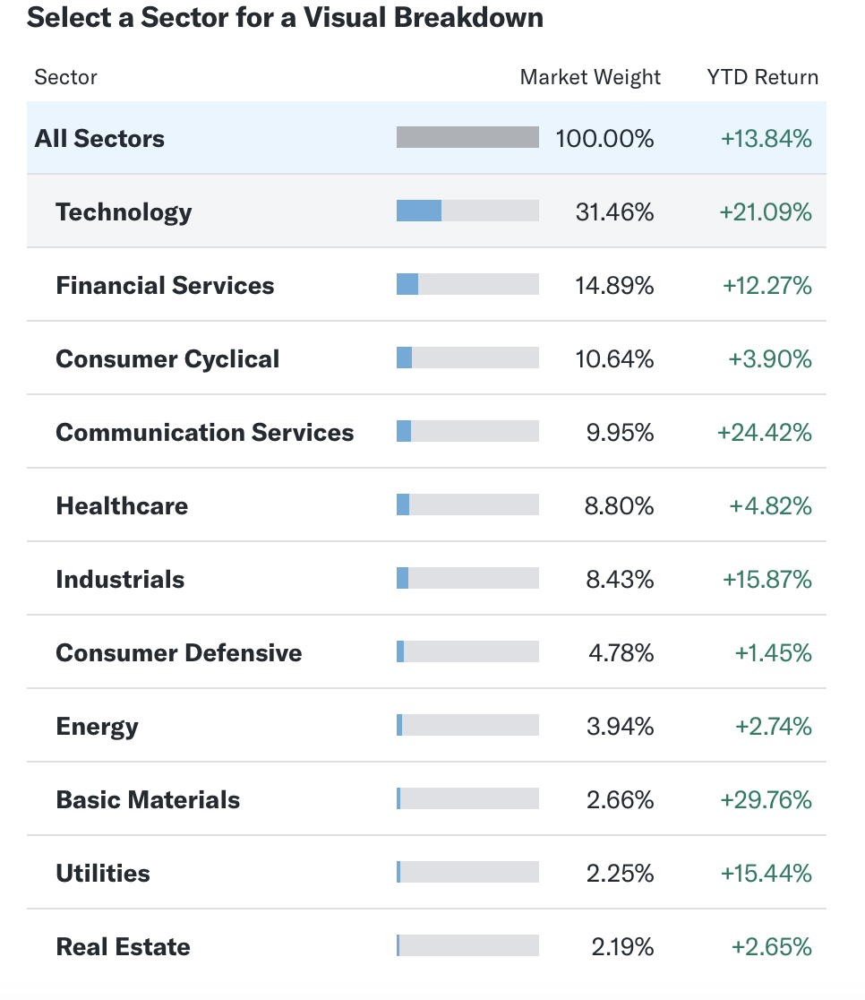 Select a Sector for a Visual Breakdown
Sector Market Weight YTD Return
All Sectors 100.00% +13.84%
Technology 31.46% +21.09%
Financial Services 14.89% +12.27%
Consumer Cyclical 10.64% +3.90%
Communication Services 9.95% +24.42%
Healthcare 8.80% +4.82%
Industrials 8.43% +15.87%
Consumer Defensive 4.78% +1.45%
Energy 3.94% +2.74%
Basic Materials 2.66% +29.76%
Utilities 2.25% +15.44%
Real Estate 2.19% +2.65%